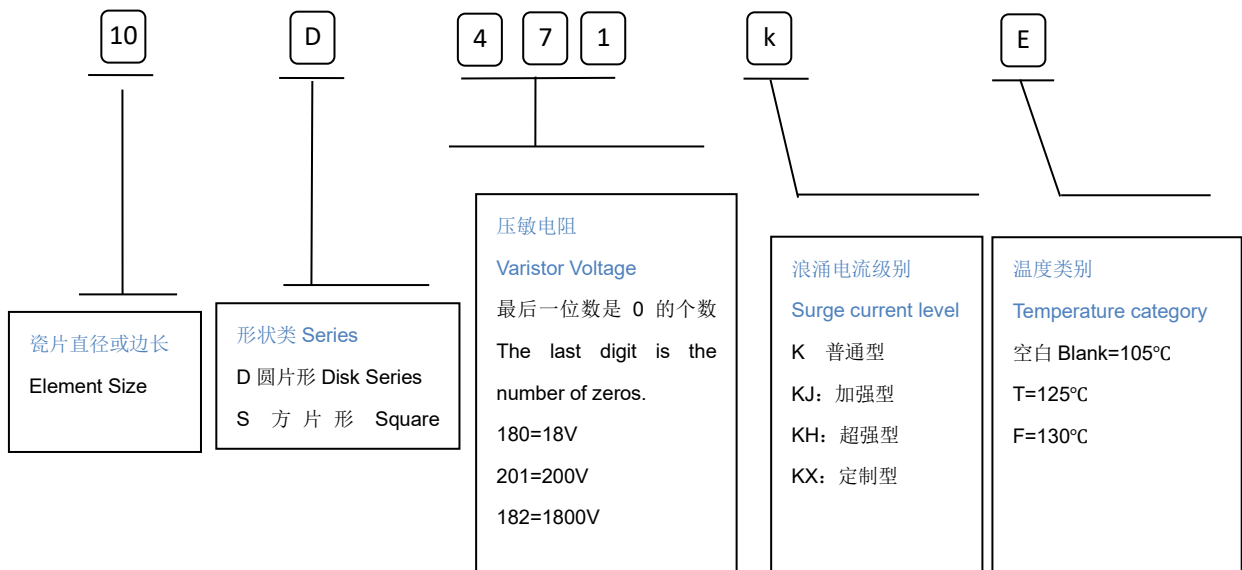 10 D 4 7 1 k E
瓷片直径或边长
Element Size
形状类 Series
D 圆片形 Disk Series
S 方片形 Square
压敏电阻
Varistor Voltage
最后一位数是 0 的个数
The last digit is the
number of zeros.
180=18V
201=200V
182=1800V
浪涌电流级别
Surge current level
K 普通型
KJ：加强型
KH：超强型
KX：定制型
温度类别
Temperature category
空白 Blank=105℃
T=125℃
F=130℃